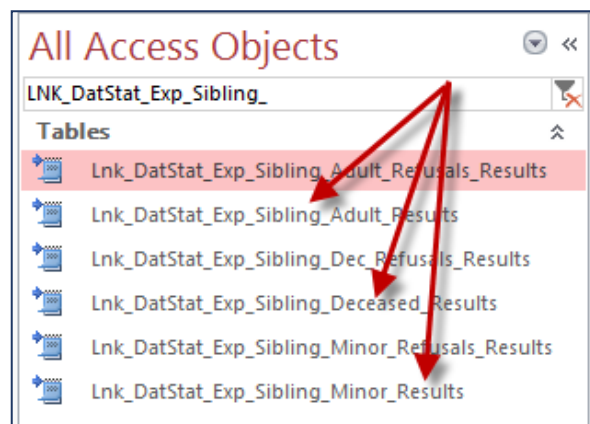 All Access Objects
LNK_DatStat_Exp_Sibling_
Tables
Lnk_DatStat_Exp_Sibling_Adult_Refusals_Results
Lnk_DatStat_Exp_Sibling_Adult_Results
Lnk_DatStat_Exp_Sibling_Dec_Refusals_Results
Lnk_DatStat_Exp_Sibling_Deceased_Results
Lnk_DatStat_Exp_Sibling_Minor_Refusals_Results
Lnk_DatStat_Exp_Sibling_Minor_Results